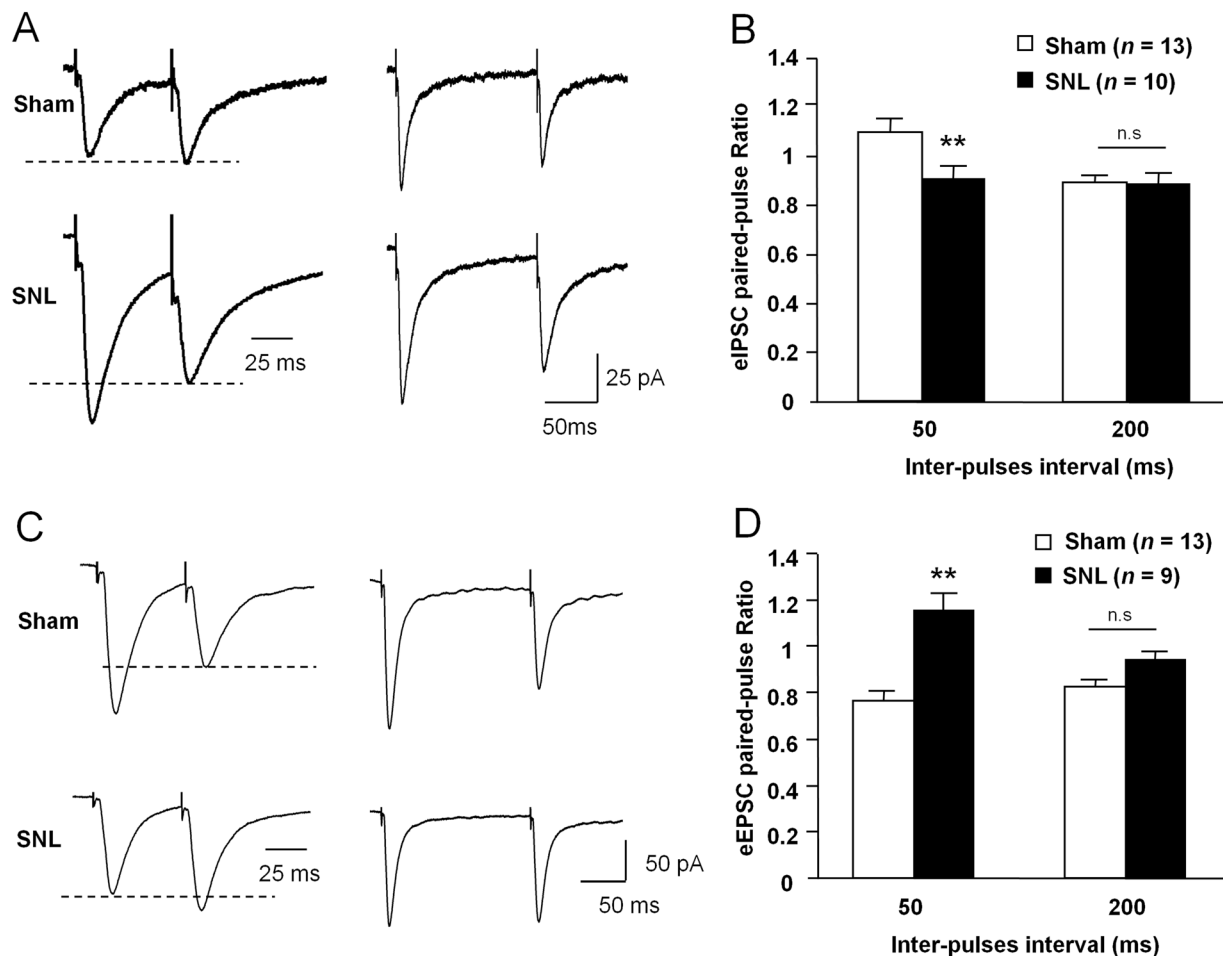 A
Sham
SNL
25 ms
25 pA
50ms
B
eIPSC paired-pulse Ratio
1.4
1.2
1
0.8
0.6
0.4
0.2
0
Sham (n = 13)
SNL (n = 10)
**
n.s
50
200
Inter-pulses interval (ms)
C
Sham
SNL
25 ms
50 pA
50 ms
D
eEPSC paired-pulse Ratio
1.4
1.2
1
0.8
0.6
0.4
0.2
0
Sham (n = 13)
SNL (n = 9)
**
n.s
50
200
Inter-pulses interval (ms)